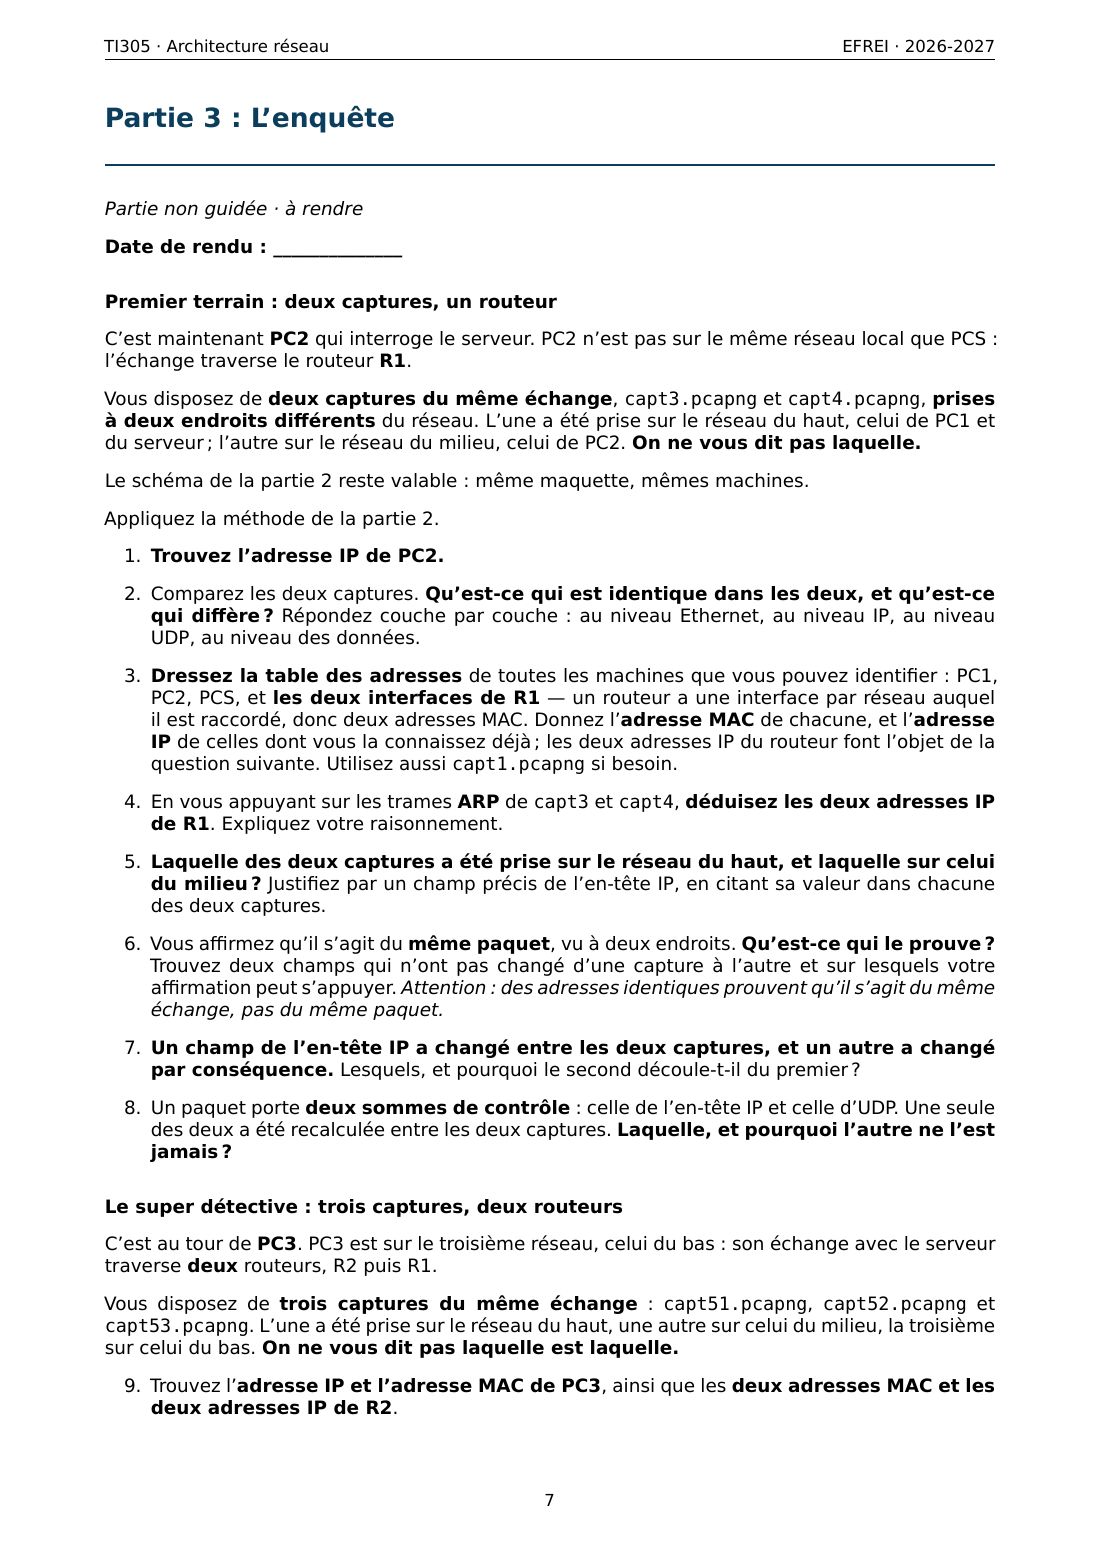 TI305 · Architecture réseau
EFREI · 2026-2027
Partie 3 : L’enquête
Partie non guidée · à rendre
Date de rendu : ______________
Premier terrain : deux captures, un routeur
C’est maintenant PC2 qui interroge le serveur. PC2 n’est pas sur le même réseau local que PCS :
l’échange traverse le routeur R1.
Vous disposez de deux captures du même échange, capt3.pcapng et capt4.pcapng, prises
à deux endroits différents du réseau. L’une a été prise sur le réseau du haut, celui de PC1 et
du serveur ; l’autre sur le réseau du milieu, celui de PC2. On ne vous dit pas laquelle.
Le schéma de la partie 2 reste valable : même maquette, mêmes machines.
Appliquez la méthode de la partie 2.
1. Trouvez l’adresse IP de PC2.
2. Comparez les deux captures. Qu’est-ce qui est identique dans les deux, et qu’est-ce
qui diffère ? Répondez couche par couche : au niveau Ethernet, au niveau IP, au niveau
UDP, au niveau des données.
3. Dressez la table des adresses de toutes les machines que vous pouvez identifier : PC1,
PC2, PCS, et les deux interfaces de R1 — un routeur a une interface par réseau auquel
il est raccordé, donc deux adresses MAC. Donnez l’adresse MAC de chacune, et l’adresse
IP de celles dont vous la connaissez déjà ; les deux adresses IP du routeur font l’objet de la
question suivante. Utilisez aussi capt1.pcapng si besoin.
4. En vous appuyant sur les trames ARP de capt3 et capt4, déduisez les deux adresses IP
de R1. Expliquez votre raisonnement.
5. Laquelle des deux captures a été prise sur le réseau du haut, et laquelle sur celui
du milieu ? Justifiez par un champ précis de l’en-tête IP, en citant sa valeur dans chacune
des deux captures.
6. Vous affirmez qu’il s’agit du même paquet, vu à deux endroits. Qu’est-ce qui le prouve ?
Trouvez deux champs qui n’ont pas changé d’une capture à l’autre et sur lesquels votre
affirmation peut s’appuyer. Attention : des adresses identiques prouvent qu’il s’agit du même
échange, pas du même paquet.
7. Un champ de l’en-tête IP a changé entre les deux captures, et un autre a changé
par conséquence. Lesquels, et pourquoi le second découle-t-il du premier ?
8. Un paquet porte deux sommes de contrôle : celle de l’en-tête IP et celle d’UDP. Une seule
des deux a été recalculée entre les deux captures. Laquelle, et pourquoi l’autre ne l’est
jamais ?
Le super détective : trois captures, deux routeurs
C’est au tour de PC3. PC3 est sur le troisième réseau, celui du bas : son échange avec le serveur
traverse deux routeurs, R2 puis R1.
Vous disposez de trois captures du même échange : capt51.pcapng, capt52.pcapng et
capt53.pcapng. L’une a été prise sur le réseau du haut, une autre sur celui du milieu, la troisième
sur celui du bas. On ne vous dit pas laquelle est laquelle.
9. Trouvez l’adresse IP et l’adresse MAC de PC3, ainsi que les deux adresses MAC et les
deux adresses IP de R2.
7